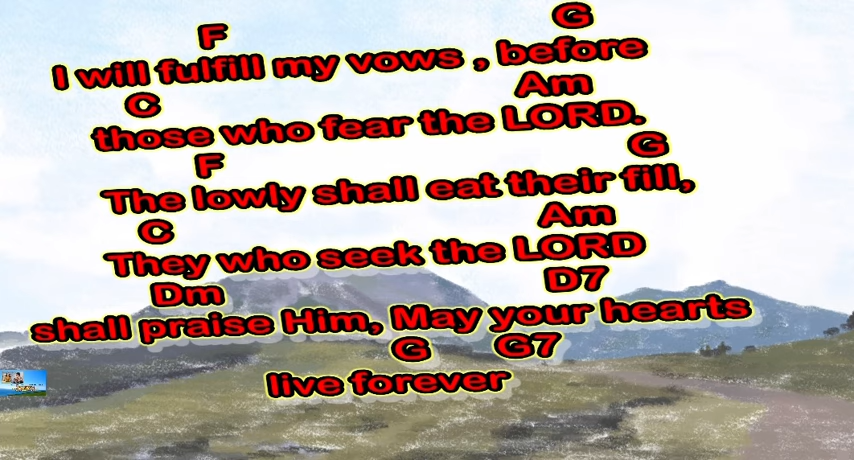 F G
I will fulfill my vows , before
C Am
those who fear the LORD.
F G
The lowly shall eat their fill,
C Am
They who seek the LORD
Dm D7
shall praise Him, May your hearts
G G7
live forever